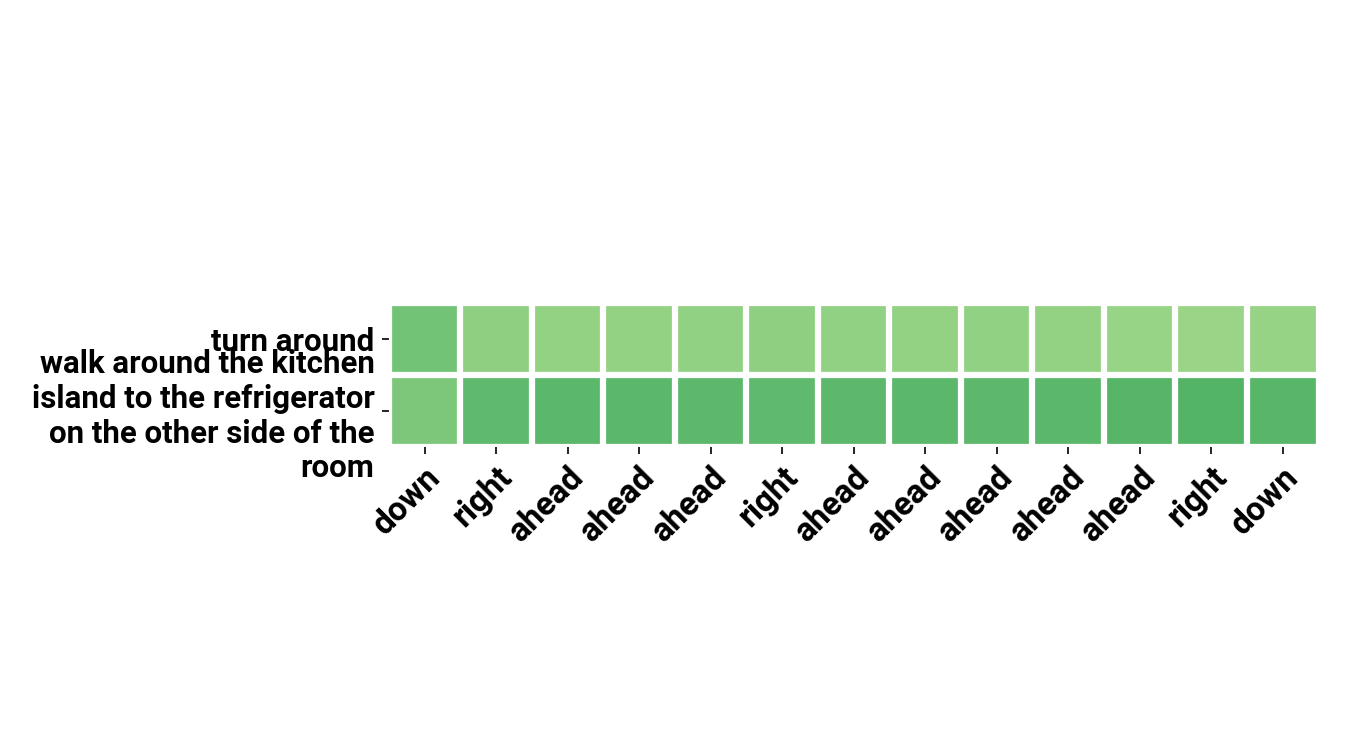 turn around
walk around the kitchen
island to the refrigerator
on the other side of the
room
down
right
ahead
ahead
ahead
right
ahead
ahead
ahead
ahead
ahead
right
down